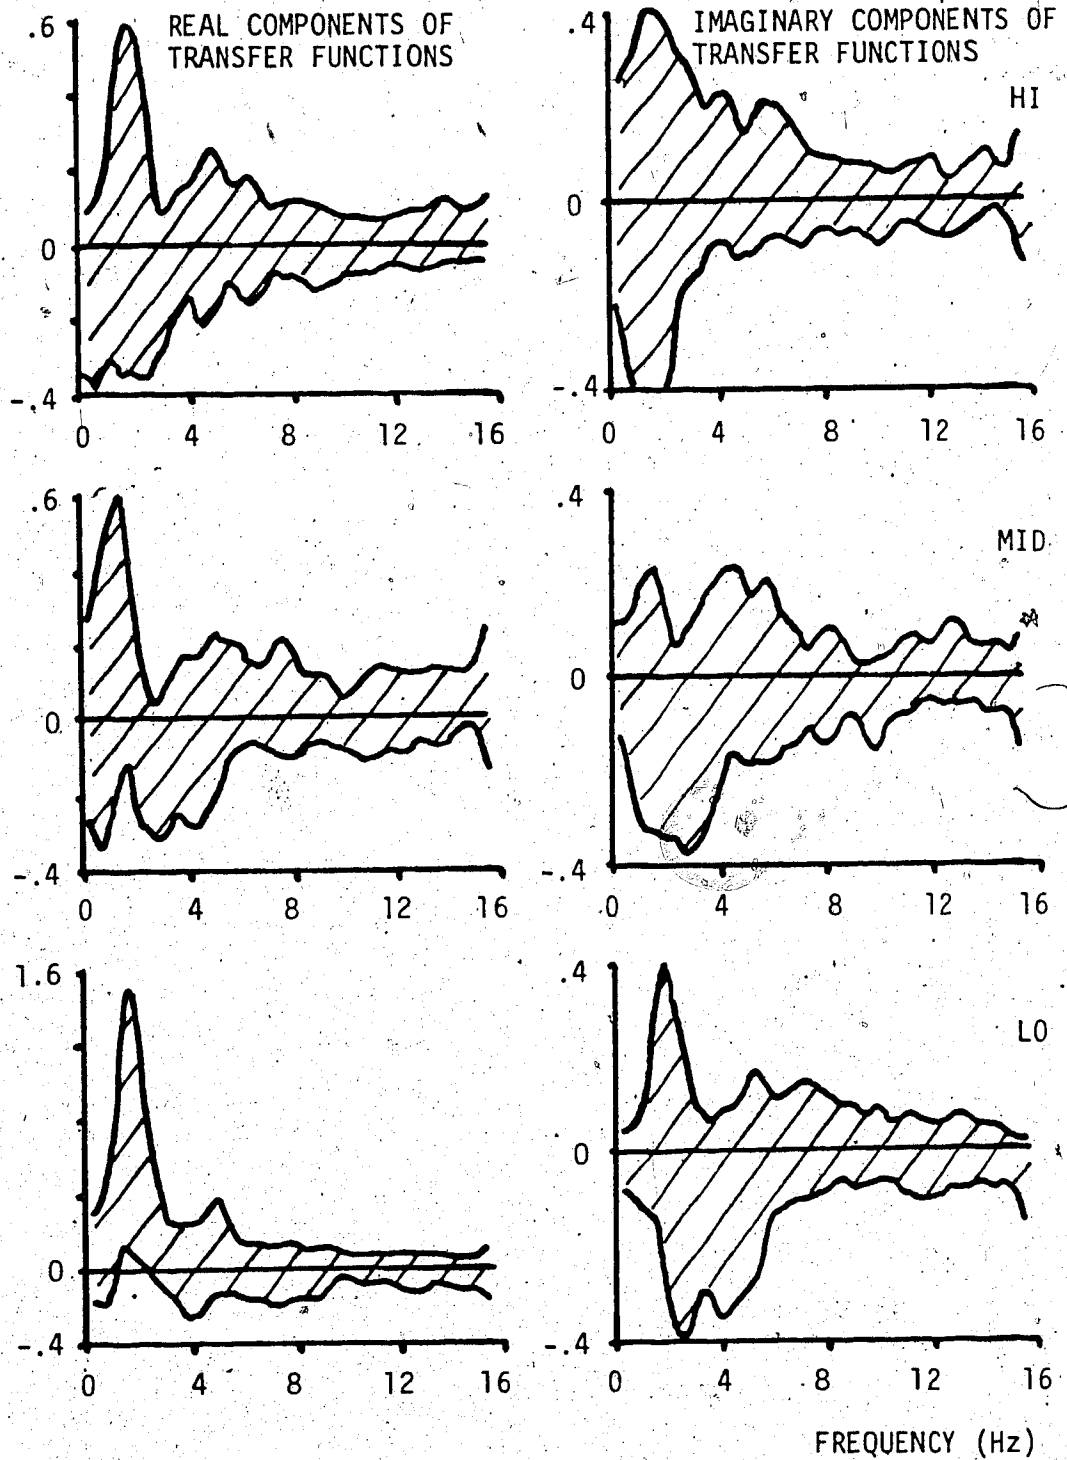 REAL COMPONENTS OF
TRANSFER FUNCTIONS
.6
0
-.4
0 4 8 12 16
IMAGINARY COMPONENTS OF
TRANSFER FUNCTIONS
HI
.4
0
-.4
0 4 8 12 16
.6
0
-.4
0 4 8 12 16
MID
.4
0
-.4
0 4 8 12 16
1.6
0
-.4
0 4 8 12 16
LO
.4
0
-.4
0 4 8 12 16
FREQUENCY (Hz)